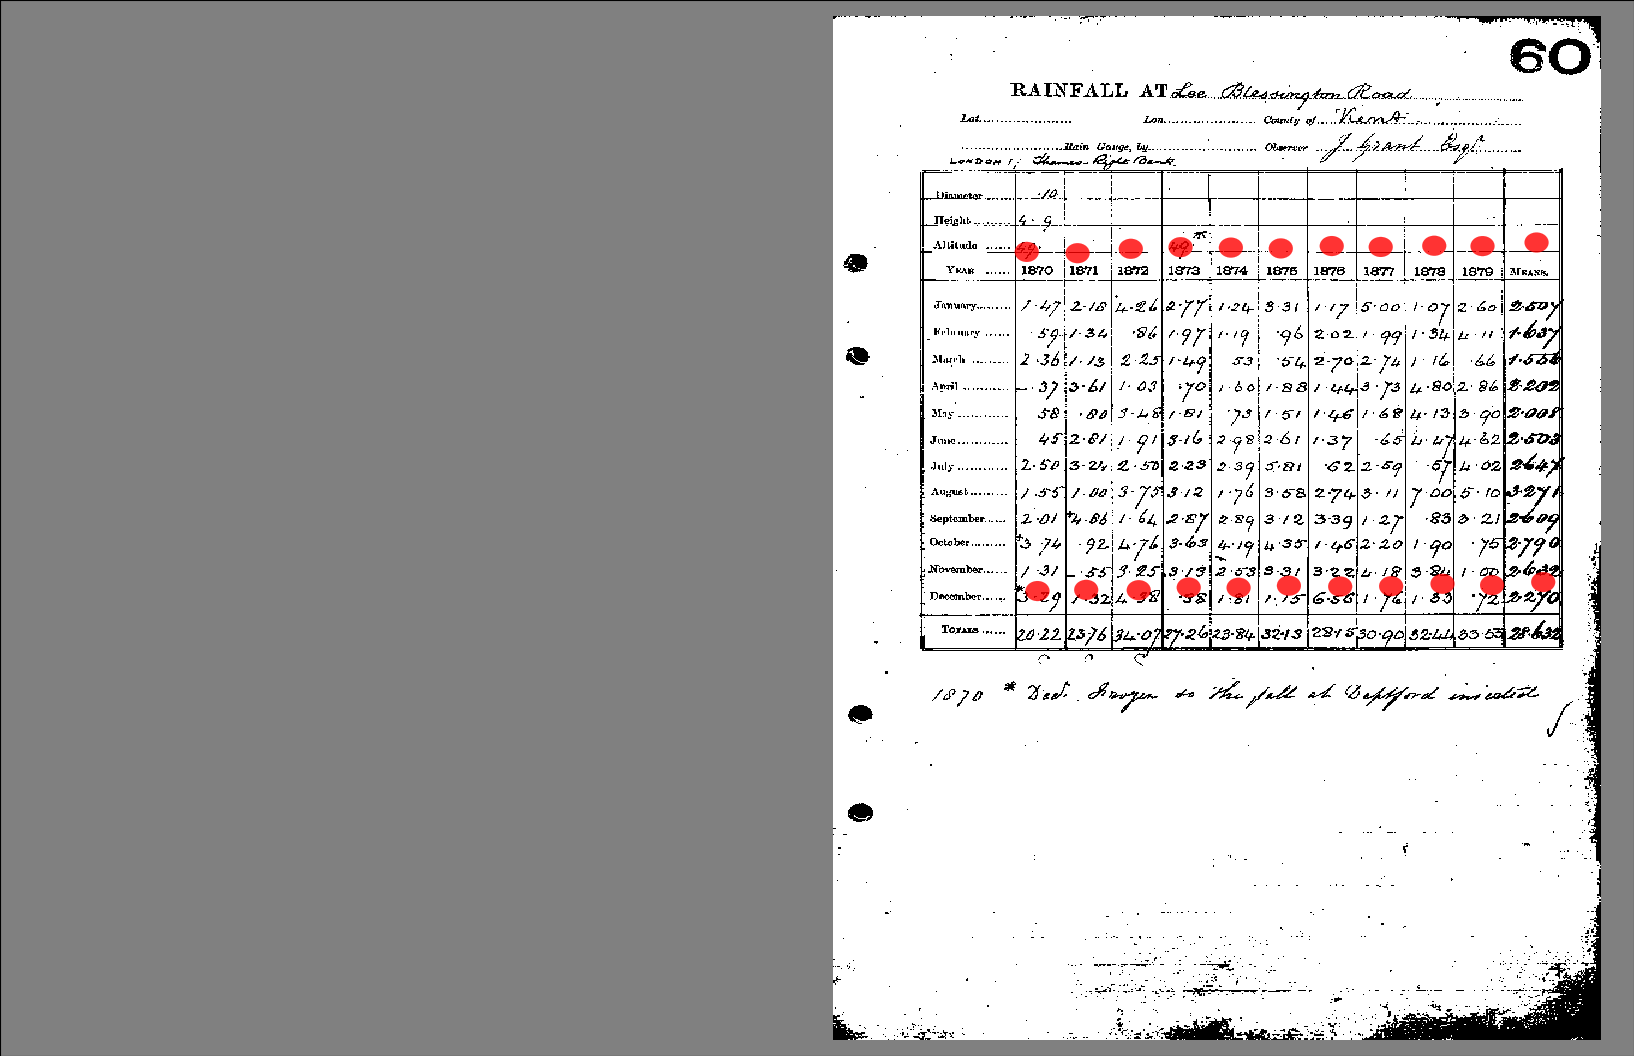 60
RAINFALL AT Lee Blessington Road
Lat. Lon. County of Kent
Rain Gauge, by Observer J Grant Esqr
LONDON 1, Thames Right Bank
Diameter ·10
Height 4· 9
Altitude
YEAR 1870 1871 1872 1873 1874 1875 1876 1877 1878 1879 MEANS.
January 1·47 2·18 4·26 2·77 1·24 3·31 1·17 5·00 1·07 2·60 2·507
February ·59 1·34 ·86 1·97 1·19 ·96 2·02 1·99 1·34 4·11 1·637
March 2·36 1·13 2·25 1·49 53 ·54 2·70 2·74 1·16 ·66 1·556
April ·37 3·61 1·03 ·70 1·60 1·88 1·44 3·73 4·80 2·86 2·202
May 58 ·80 3·48 1·81 ·73 1·51 1·46 1·68 4·13 3·90 2·008
June 45 2·81 1·91 3·16 2·98 2·61 1·37 ·65 4·47 4·62 2·503
July 2·50 3·24 2·50 2·23 2·39 5·81 ·62 2·59 ·57 4·02 2·647
August 1·55 1·00 3·75 3·12 1·76 3·58 2·74 3·11 7·00 5·10 3·271
September 2·01 4·86 1·64 2·87 2·89 3·12 3·39 1·27 ·83 3·21 2·609
October 3·74 ·92 4·76 3·63 4·19 4·35 1·46 2·20 1·90 ·75 2·790
November 1·31 ·55 3·25 3·13 2·53 3·31 3·22 4·18 3·84 1·00 2·632
December 3·29 1·32 4·38 ·38 1·81 1·15 6·56 1·76 1·33 ·72 2·270
TOTALS 20·22 23·76 34·07 27·26 23·84 32·13 28·15 30·90 32·44 33·55 28·632
1870 * Dec. frozen so the fall at Deptford inserted